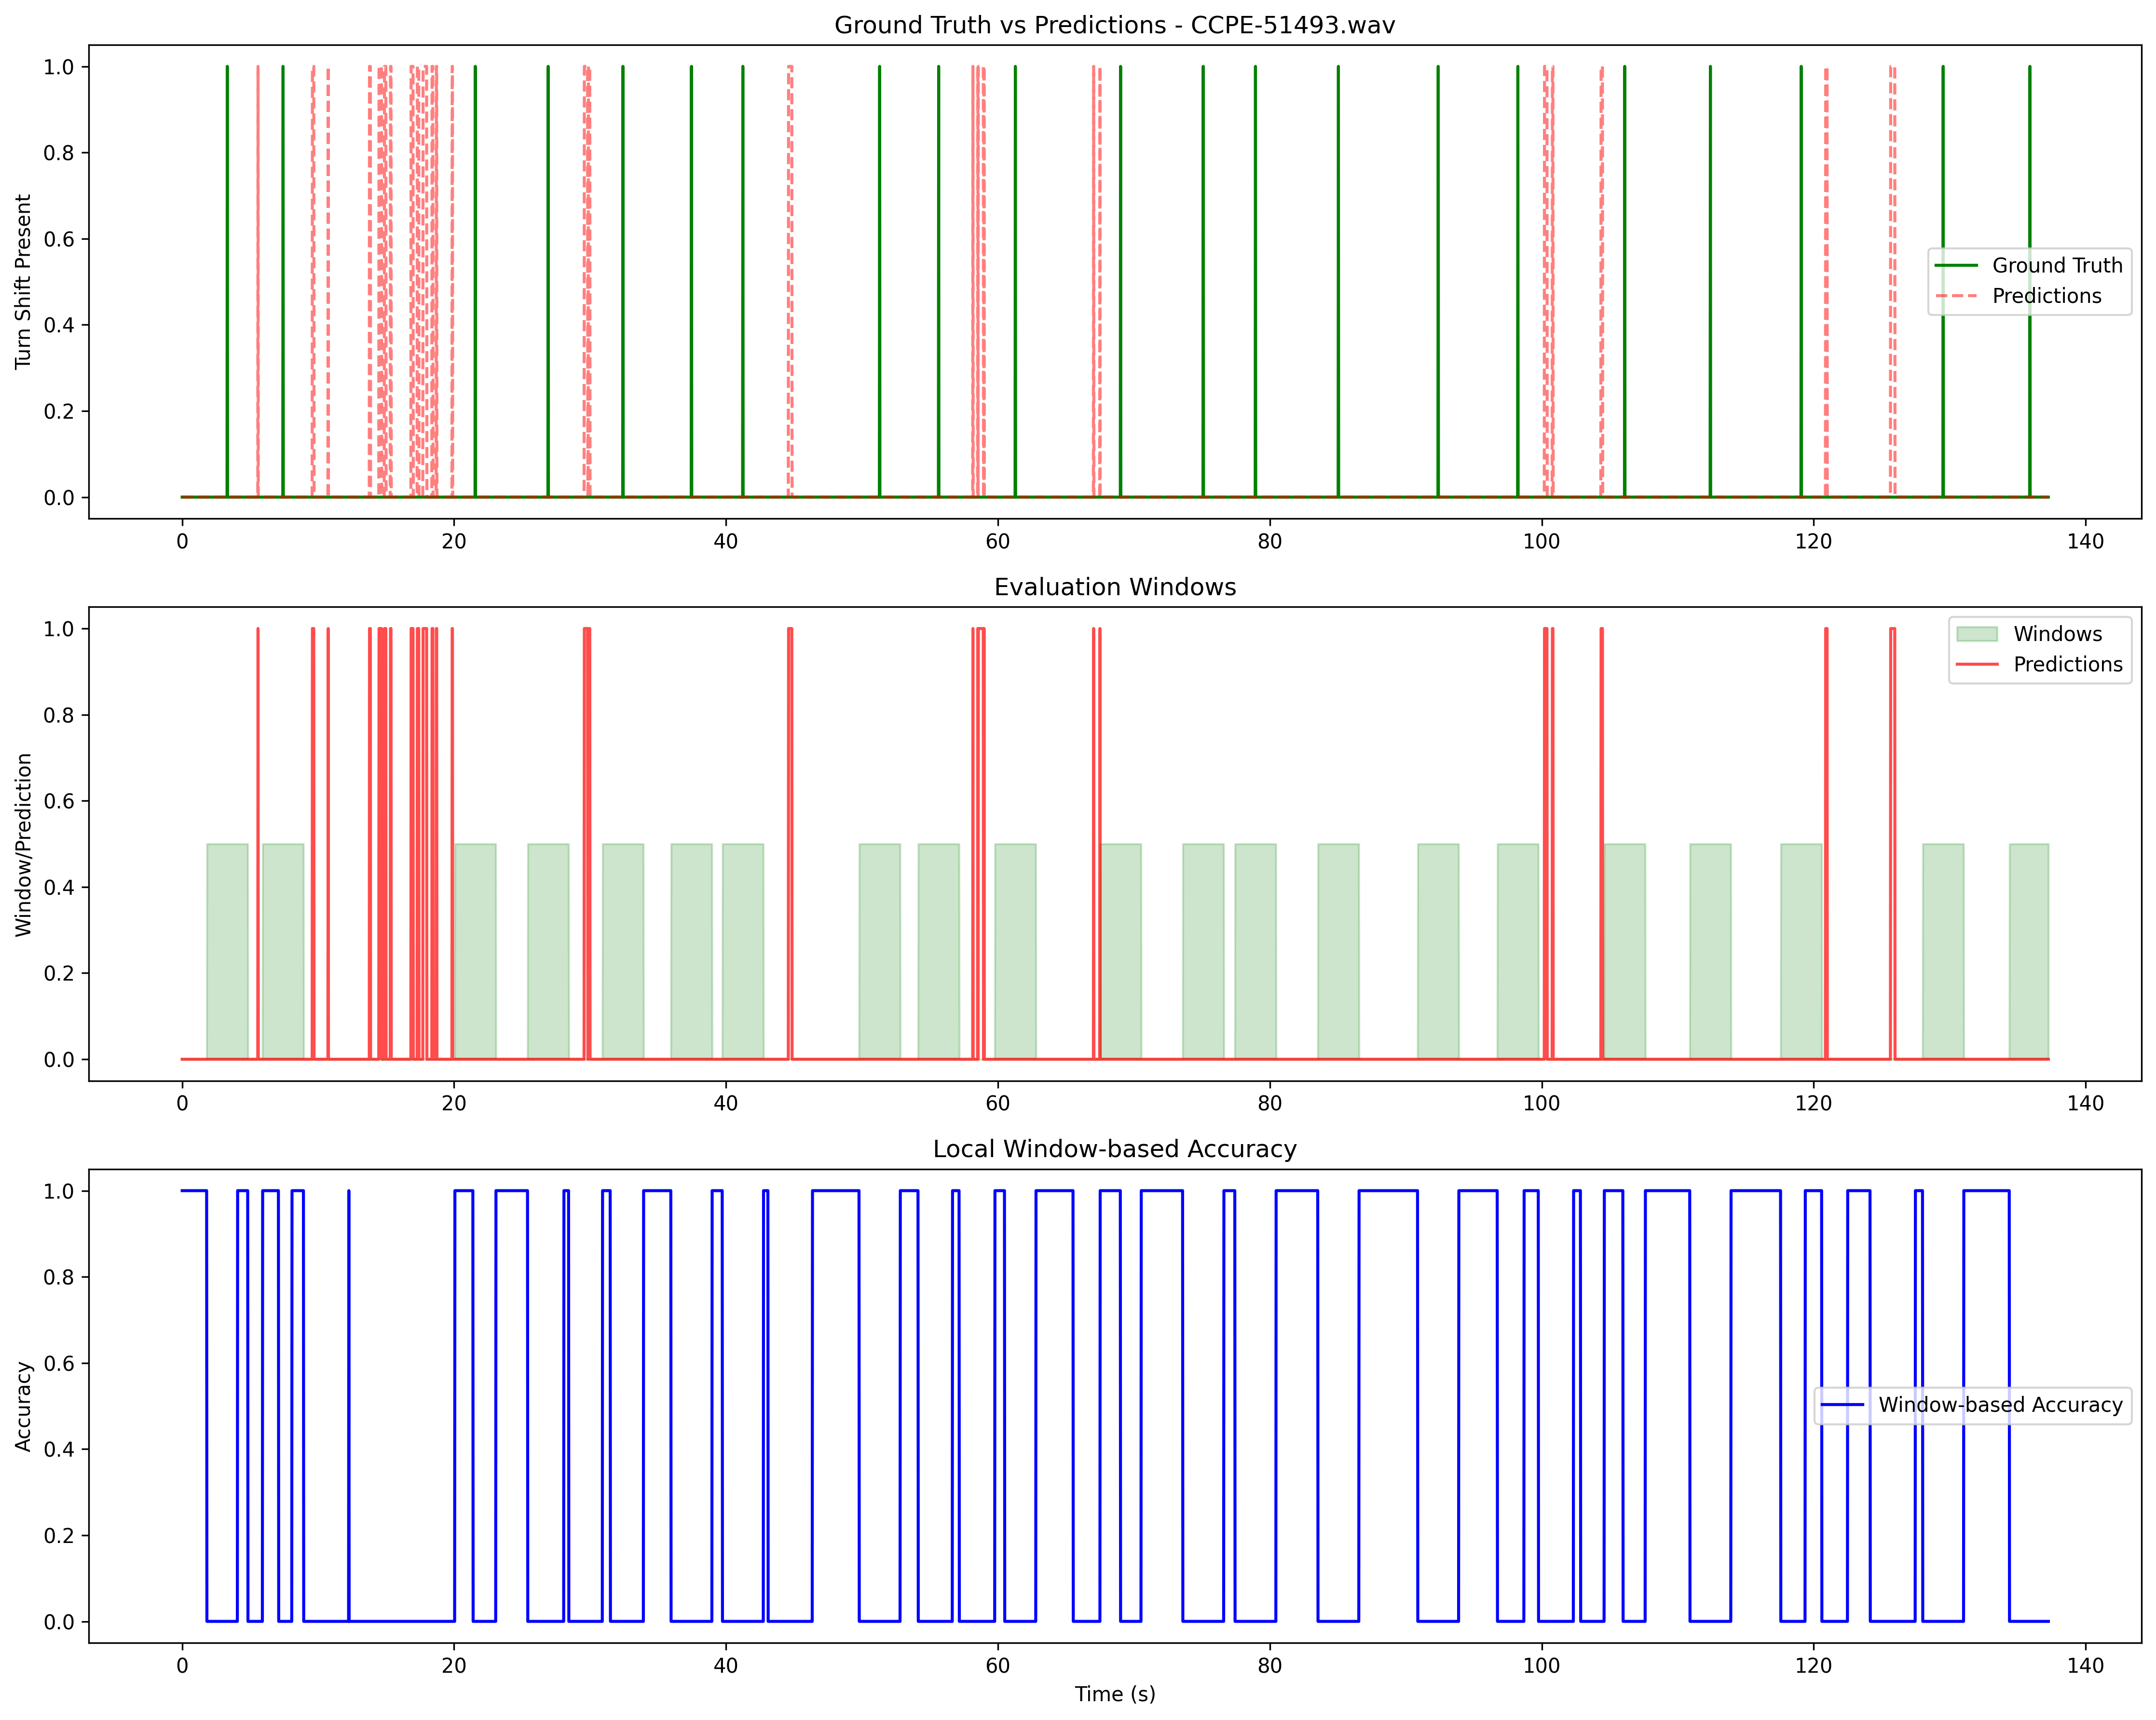 Ground Truth vs Predictions - CCPE-51493.wav
1.0
0.8
0.6
0.4
0.2
0.0
Turn Shift Present
Ground Truth
Predictions
0 20 40 60 80 100 120 140
Evaluation Windows
1.0
0.8
0.6
0.4
0.2
0.0
Window/Prediction
Windows
Predictions
0 20 40 60 80 100 120 140
Local Window-based Accuracy
1.0
0.8
0.6
0.4
0.2
0.0
Accuracy
Window-based Accuracy
0 20 40 60 80 100 120 140
Time (s)